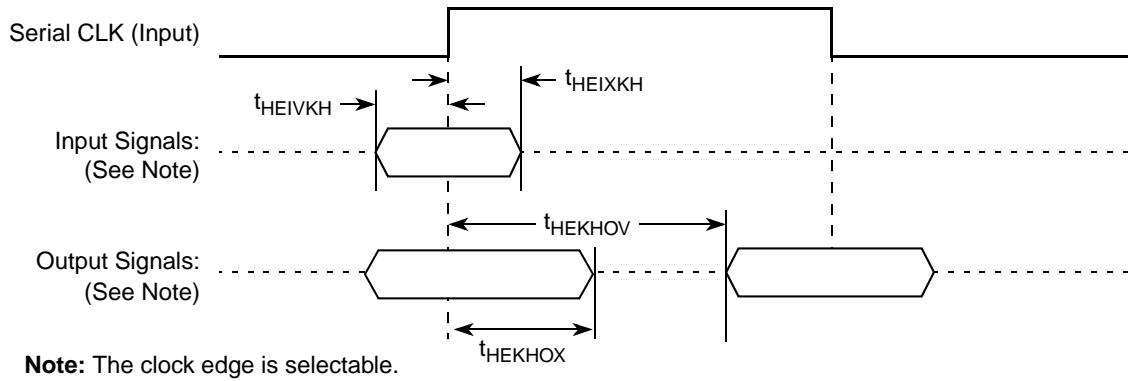 Serial CLK (Input)
tHEIXKH
tHEIVKH
Input Signals:
(See Note)
tHEKHOV
Output Signals:
(See Note)
tHEKHOX
Note: The clock edge is selectable.